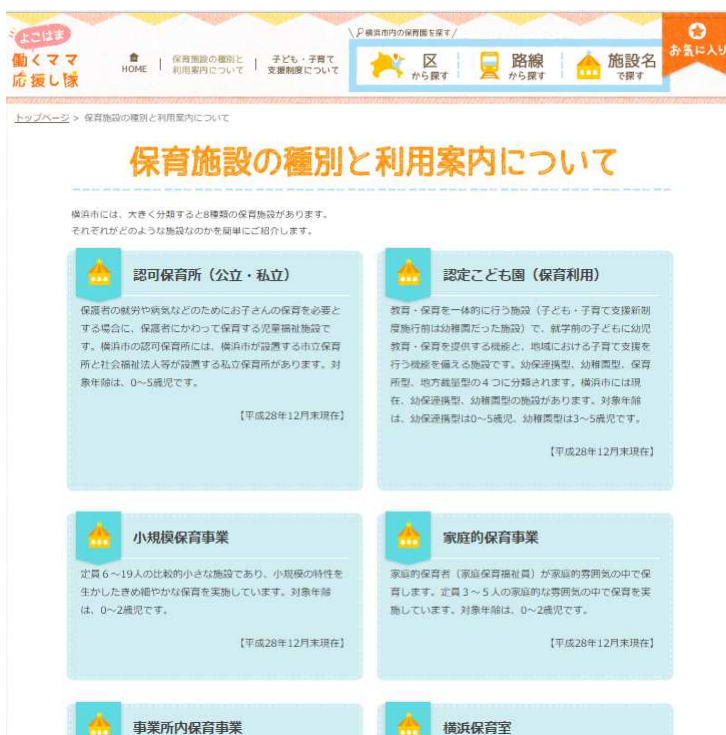 よこはま
働くママ
応援し隊
HOME
保育施設の種別と
利用案内について
子ども・子育て
支援制度について
\ 横浜市内の保育園を探す /
区
から探す
路線
から探す
施設名
で探す
お気に入り
トップページ > 保育施設の種別と利用案内について
保育施設の種別と利用案内について
横浜市には、大きく分類すると8種類の保育施設があります。
それぞれがどのような施設なのかを簡単にご紹介します。
認可保育所（公立・私立）
保護者の就労や病気などのためにお子さんの保育を必要と
する場合に、保護者にかわって保育する児童福祉施設で
す。横浜市の認可保育所には、横浜市が設置する市立保育
所と社会福祉法人等が設置する私立保育所があります。対
象年齢は、0～5歳児です。
【平成28年12月末現在】
認定こども園（保育利用）
教育・保育を一体的に行う施設（子ども・子育て支援新制
度施行前は幼稚園だった施設）で、就学前の子どもに幼児
教育・保育を提供する機能と、地域における子育て支援を
行う機能を備える施設です。幼保連携型、幼稚園型、保育
所型、地方裁量型の４つに分類されます。横浜市には現
在、幼保連携型、幼稚園型の施設があります。対象年齢
は、幼保連携型は0～5歳児、幼稚園型は3～5歳児です。
【平成28年12月末現在】
小規模保育事業
定員６～19人の比較的小さな施設であり、小規模の特性を
生かしたきめ細やかな保育を実施しています。対象年齢
は、0～2歳児です。
【平成28年12月末現在】
家庭的保育事業
家庭的保育者（家庭保育福祉員）が家庭的雰囲気の中で保
育します。定員３～５人の家庭的な雰囲気の中で保育を実
施しています。対象年齢は、0～2歳児です。
【平成28年12月末現在】
事業所内保育事業
横浜保育室